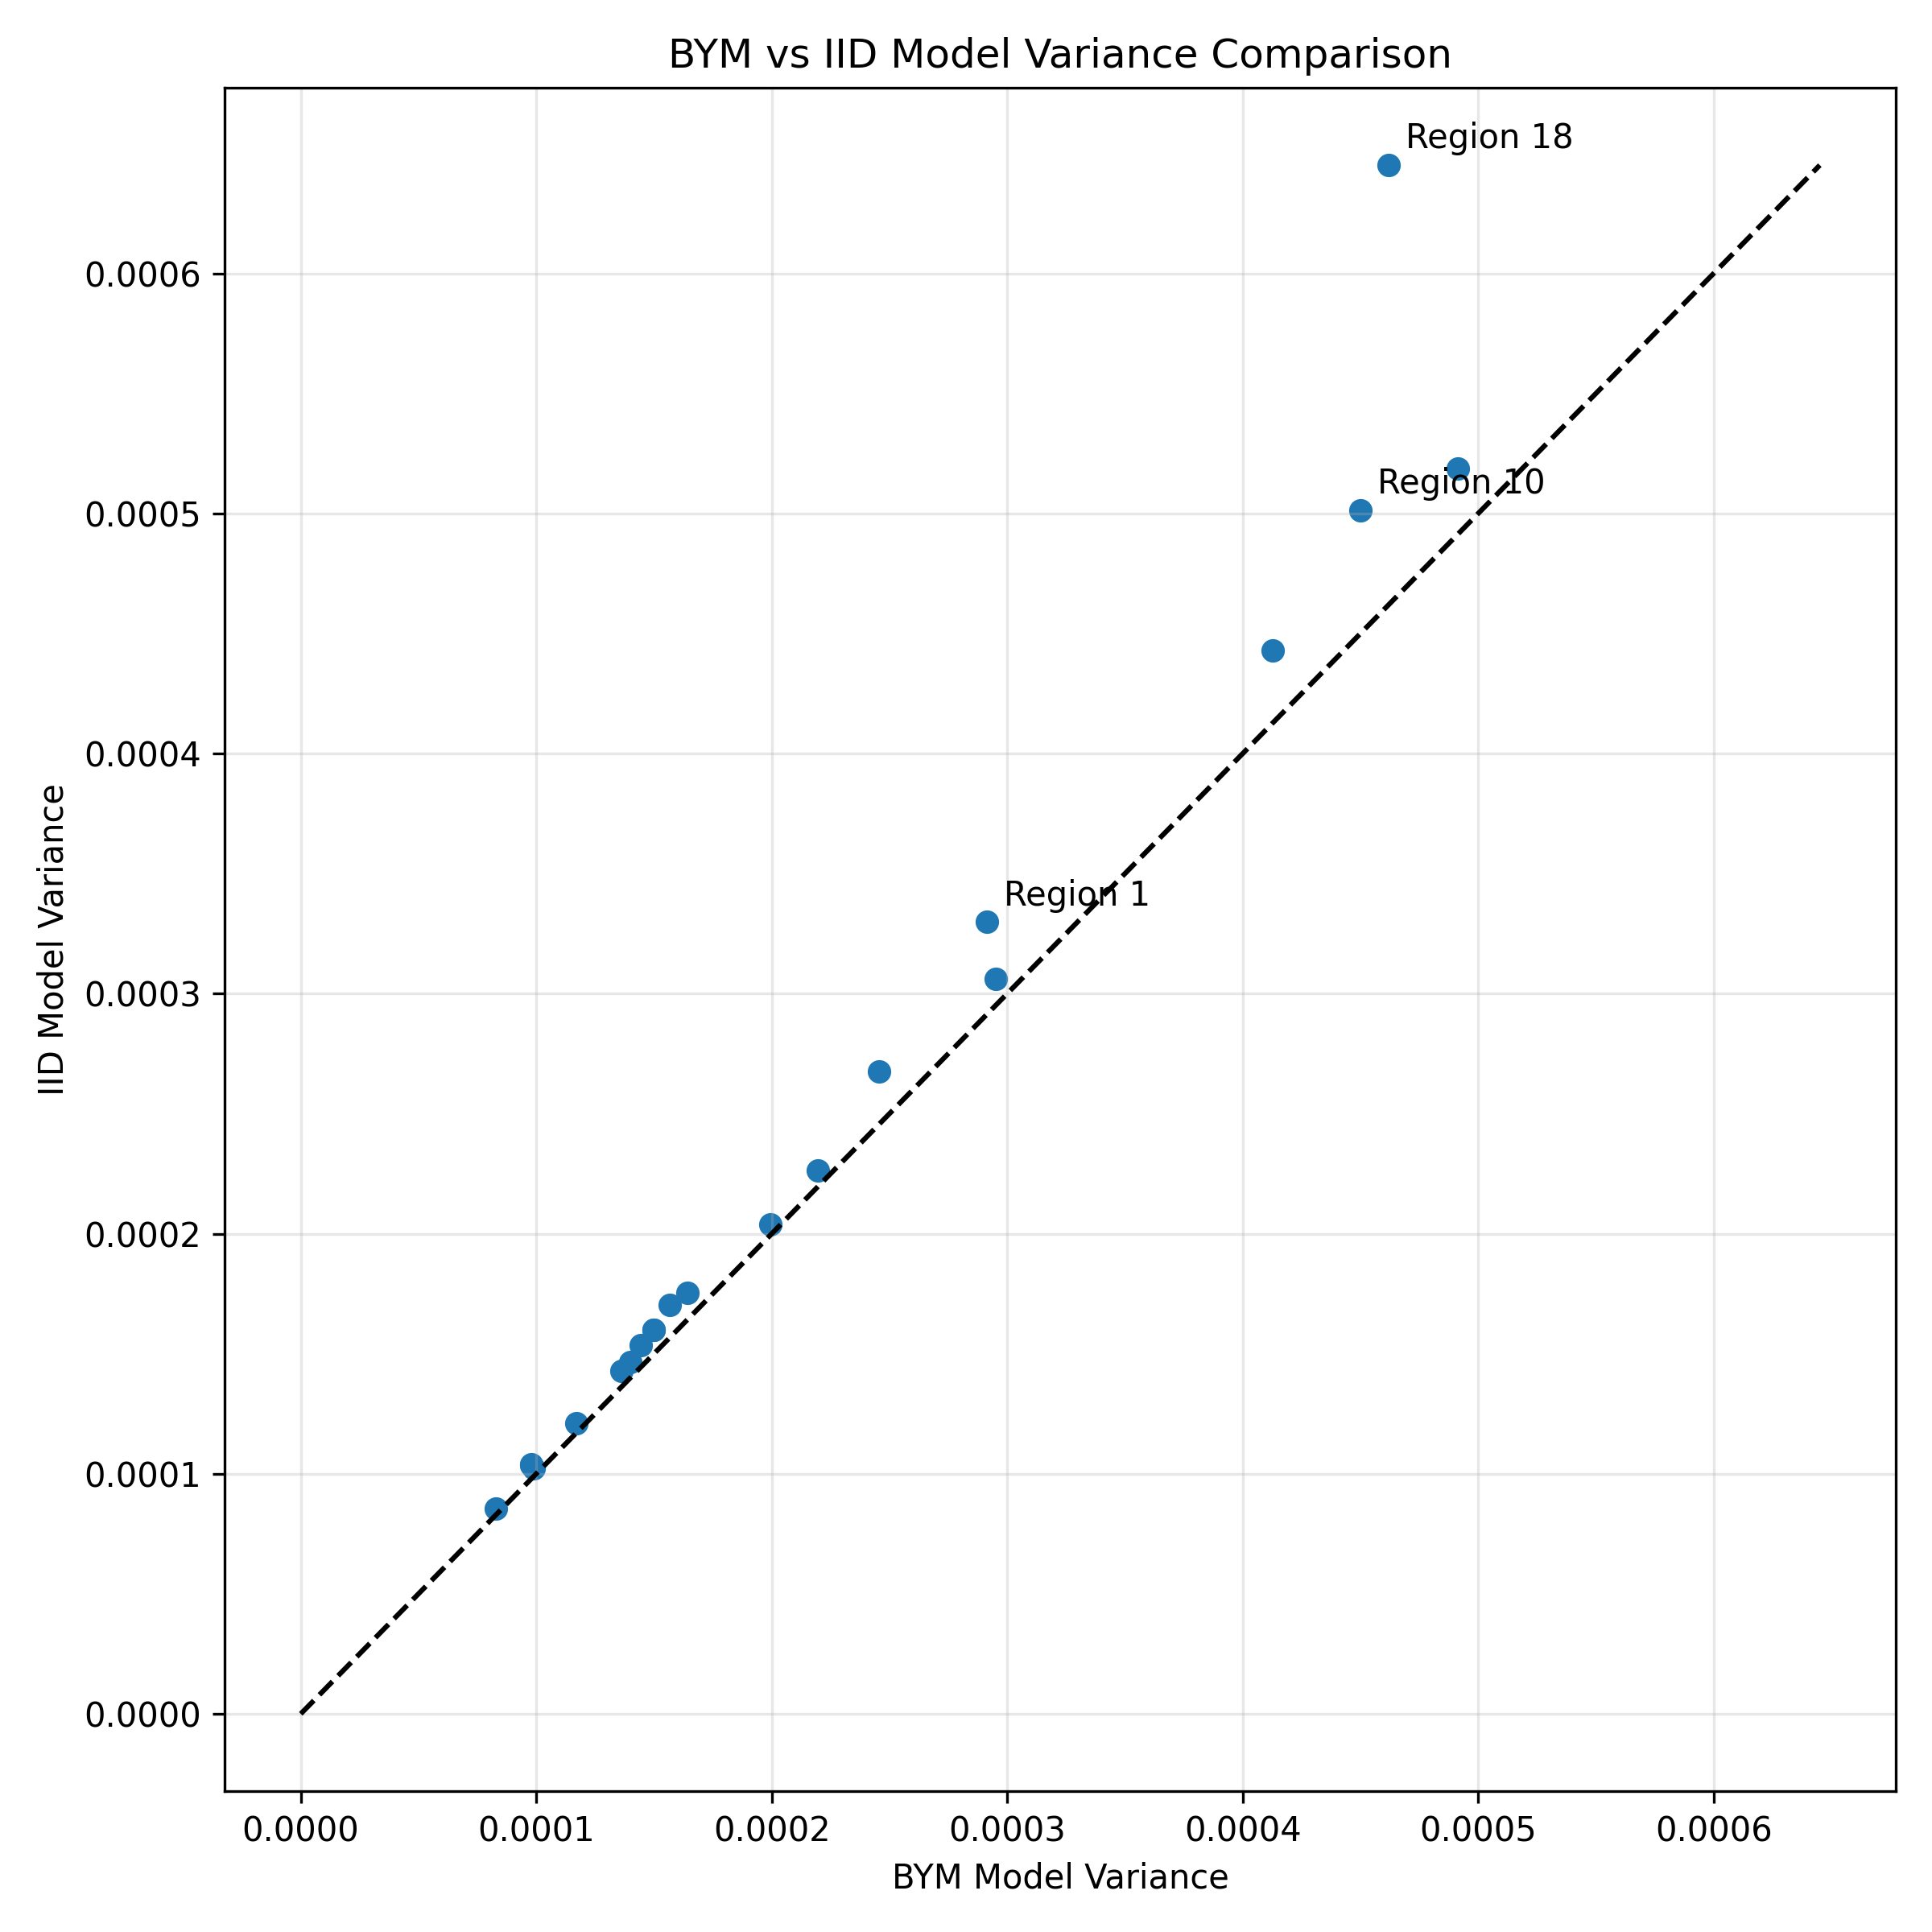 BYM vs IID Model Variance Comparison
Region 18
0.0006
Region 10
0.0005
0.0004
Region 1
0.0003
0.0002
0.0001
0.0000
IID Model Variance
0.0000 0.0001 0.0002 0.0003 0.0004 0.0005 0.0006
BYM Model Variance